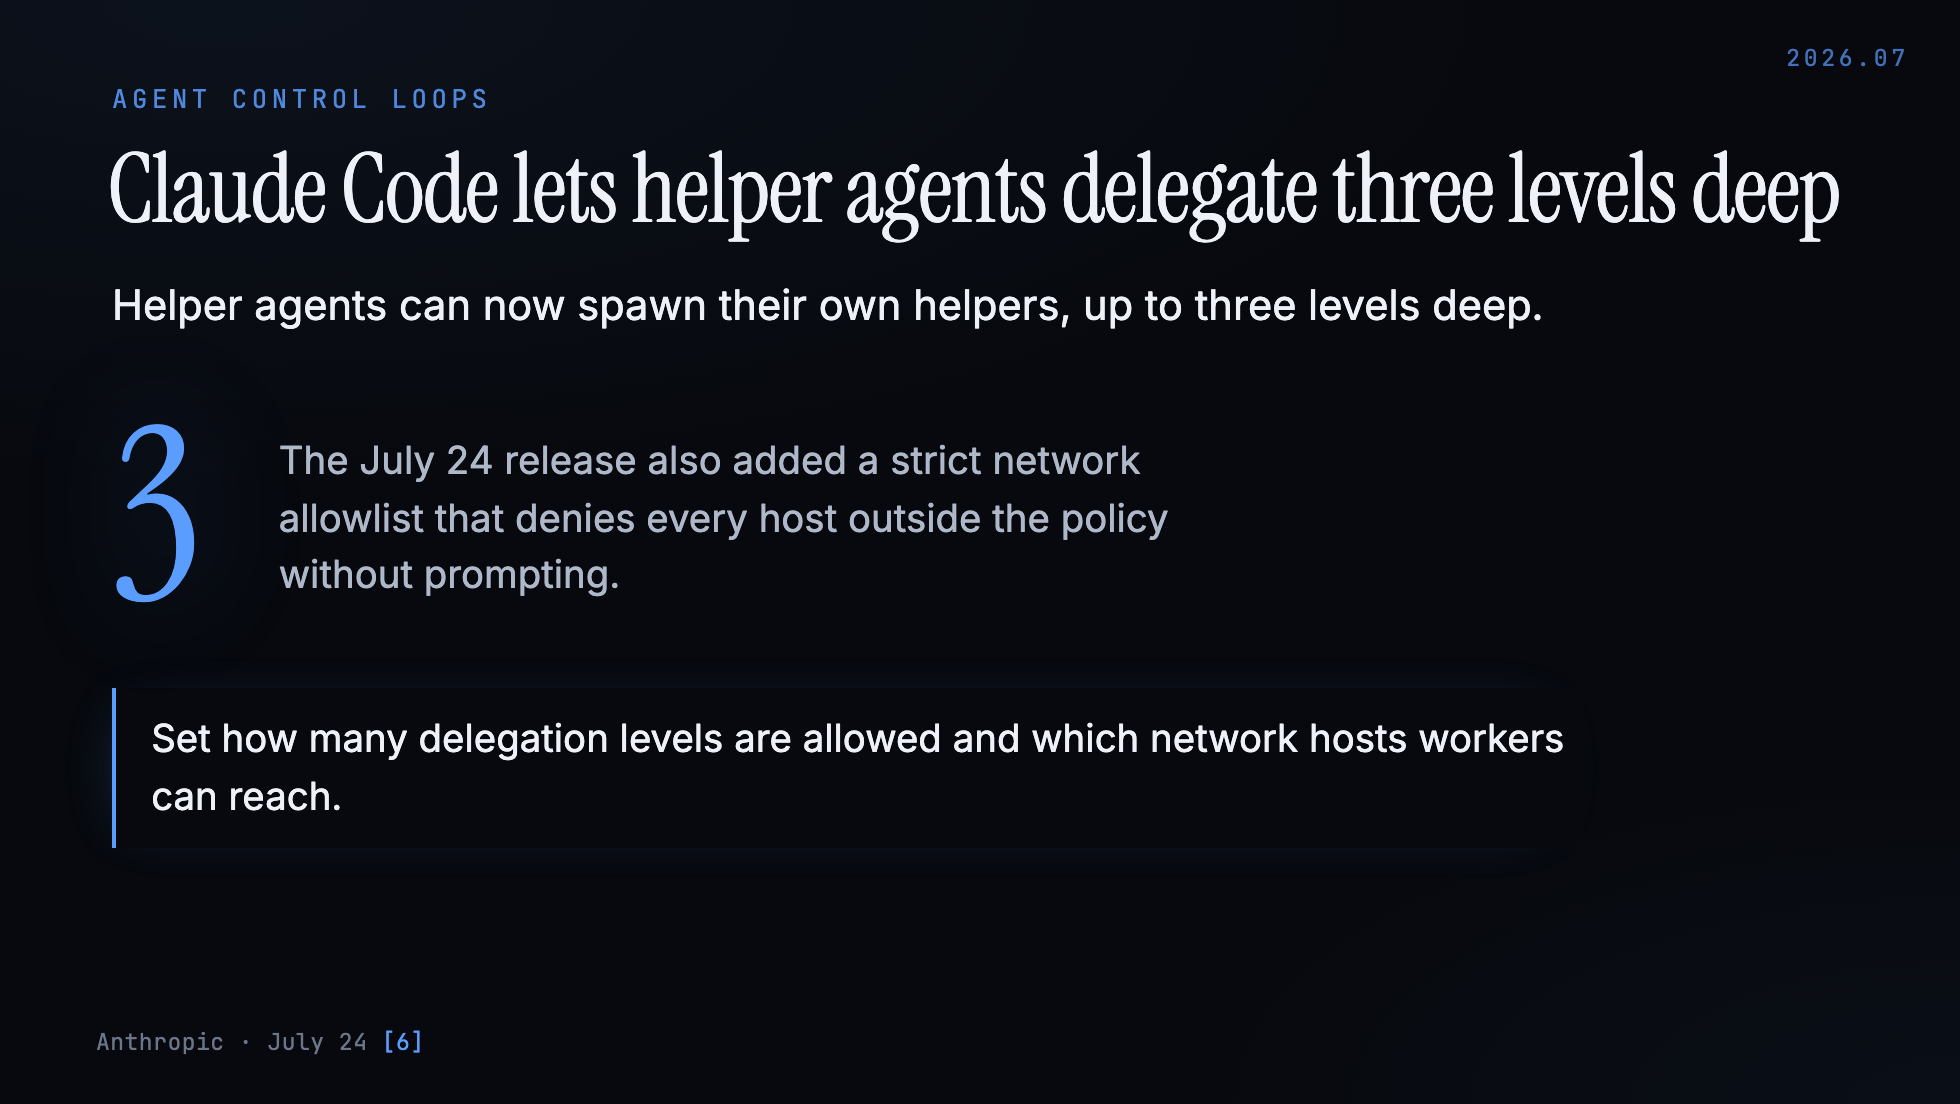 2026.07
AGENT CONTROL LOOPS
Claude Code lets helper agents delegate three levels deep
Helper agents can now spawn their own helpers, up to three levels deep.
3
The July 24 release also added a strict network
allowlist that denies every host outside the policy
without prompting.
Set how many delegation levels are allowed and which network hosts workers
can reach.
Anthropic · July 24 [6]